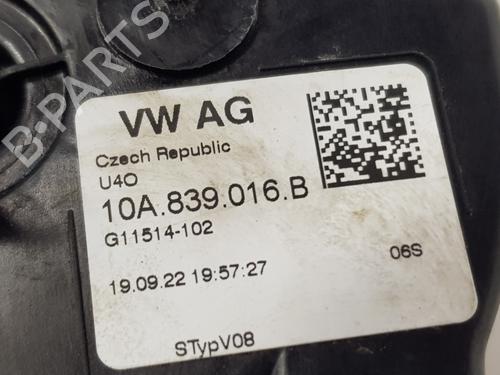 B-PARTS
VW AG
Czech Republic
U4O
10A.839.016.B
G11514-102
19.09.22 19:57:27
06S
STypV08